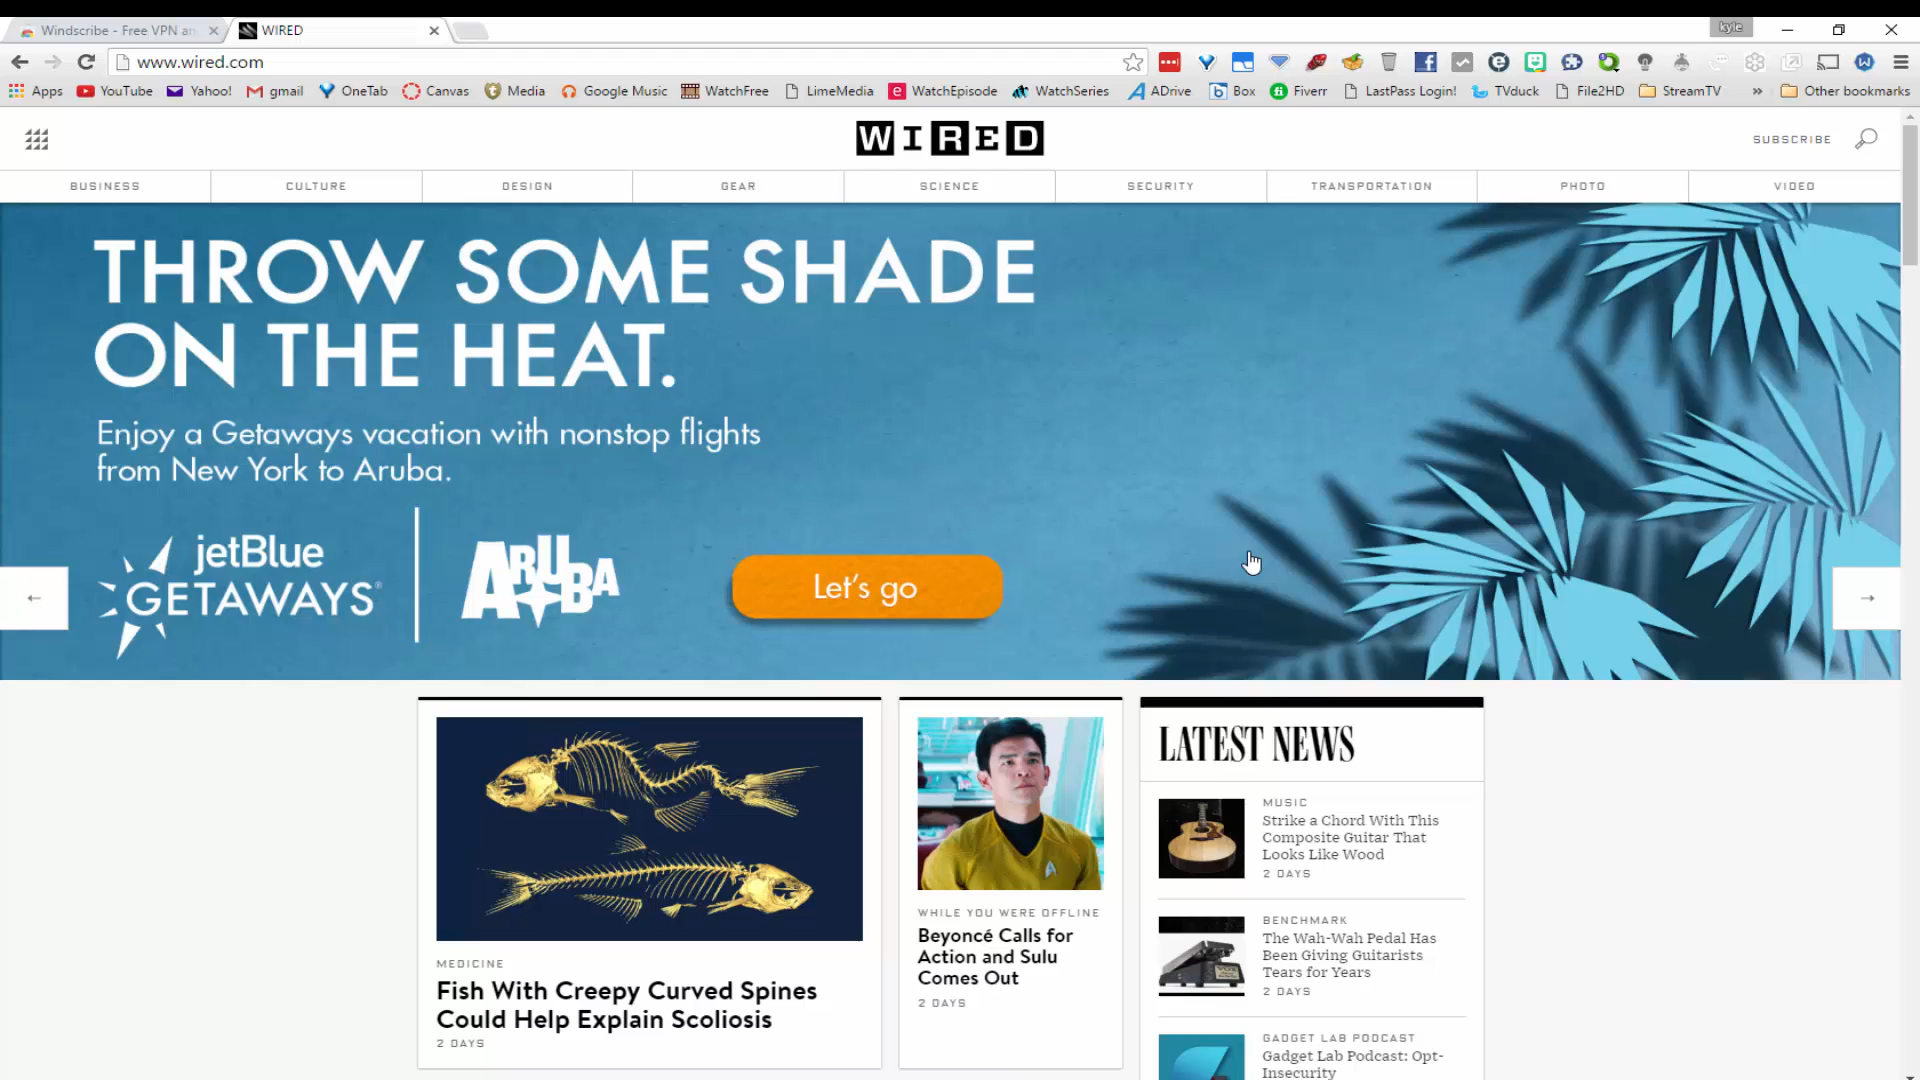 Windscribe - Free VPN an
WIRED
kyle
www.wired.com
Apps
YouTube
Yahoo!
gmail
OneTab
Canvas
Media
Google Music
WatchFree
LimeMedia
WatchEpisode
WatchSeries
ADrive
Box
Fiverr
LastPass Login!
TVduck
File2HD
StreamTV
»
Other bookmarks
WIRED
SUBSCRIBE
BUSINESS
CULTURE
DESIGN
GEAR
SCIENCE
SECURITY
TRANSPORTATION
PHOTO
VIDEO
THROW SOME SHADE
ON THE HEAT.
Enjoy a Getaways vacation with nonstop flights
from New York to Aruba.
jetBlue
GETAWAYS®
ARUBA
Let's go
MEDICINE
Fish With Creepy Curved Spines
Could Help Explain Scoliosis
2 DAYS
WHILE YOU WERE OFFLINE
Beyoncé Calls for
Action and Sulu
Comes Out
2 DAYS
LATEST NEWS
MUSIC
Strike a Chord With This
Composite Guitar That
Looks Like Wood
2 DAYS
BENCHMARK
The Wah-Wah Pedal Has
Been Giving Guitarists
Tears for Years
2 DAYS
GADGET LAB PODCAST
Gadget Lab Podcast: Opt-
Insecurity